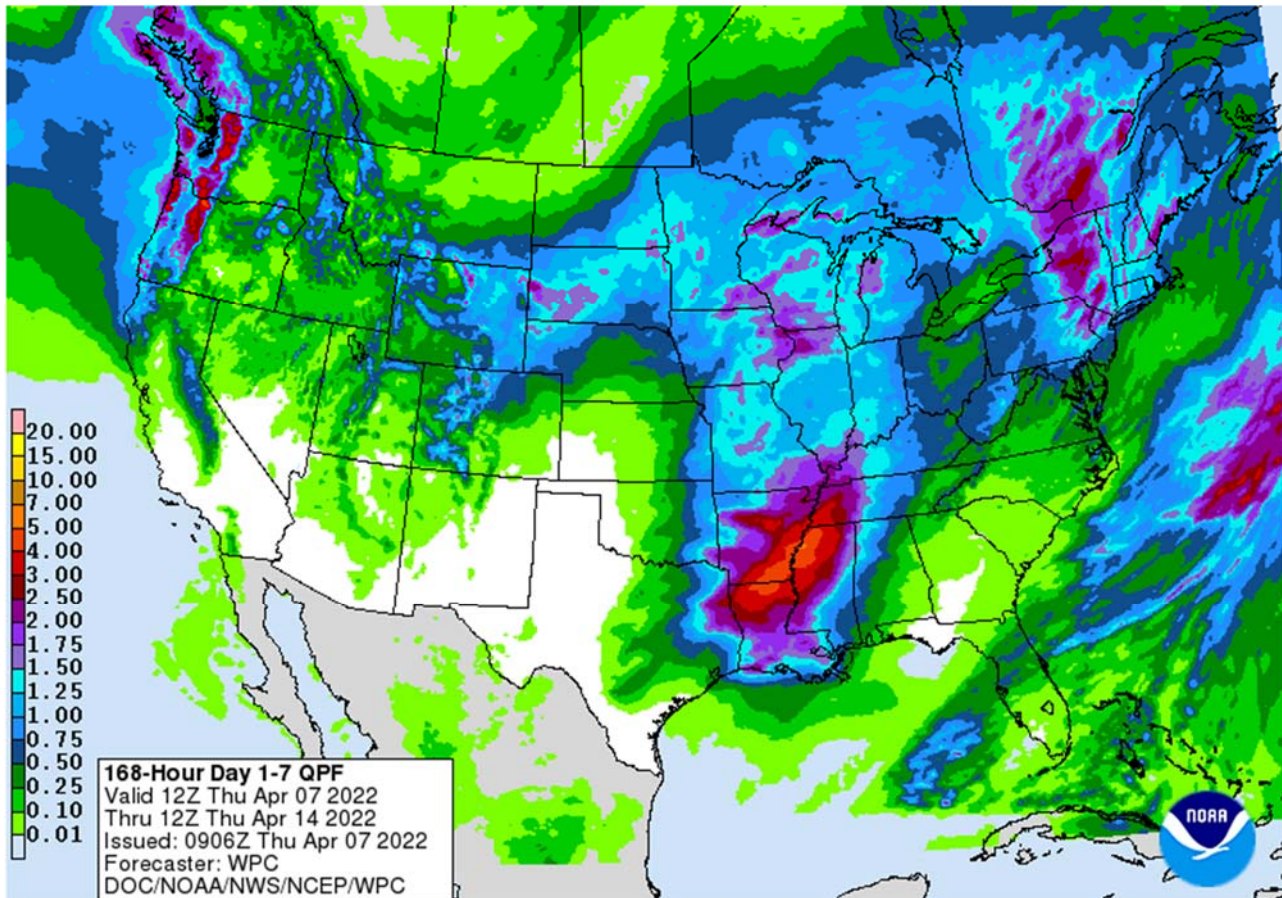 20.00
15.00
10.00
7.00
5.00
4.00
3.00
2.50
2.00
1.75
1.50
1.25
1.00
0.75
0.50
0.25
0.10
0.01
168-Hour Day 1-7 QPF
Valid 12Z Thu Apr 07 2022
Thru 12Z Thu Apr 14 2022
Issued: 0906Z Thu Apr 07 2022
Forecaster: WPC
DOC/NOAA/NWS/NCEP/WPC
NOAA